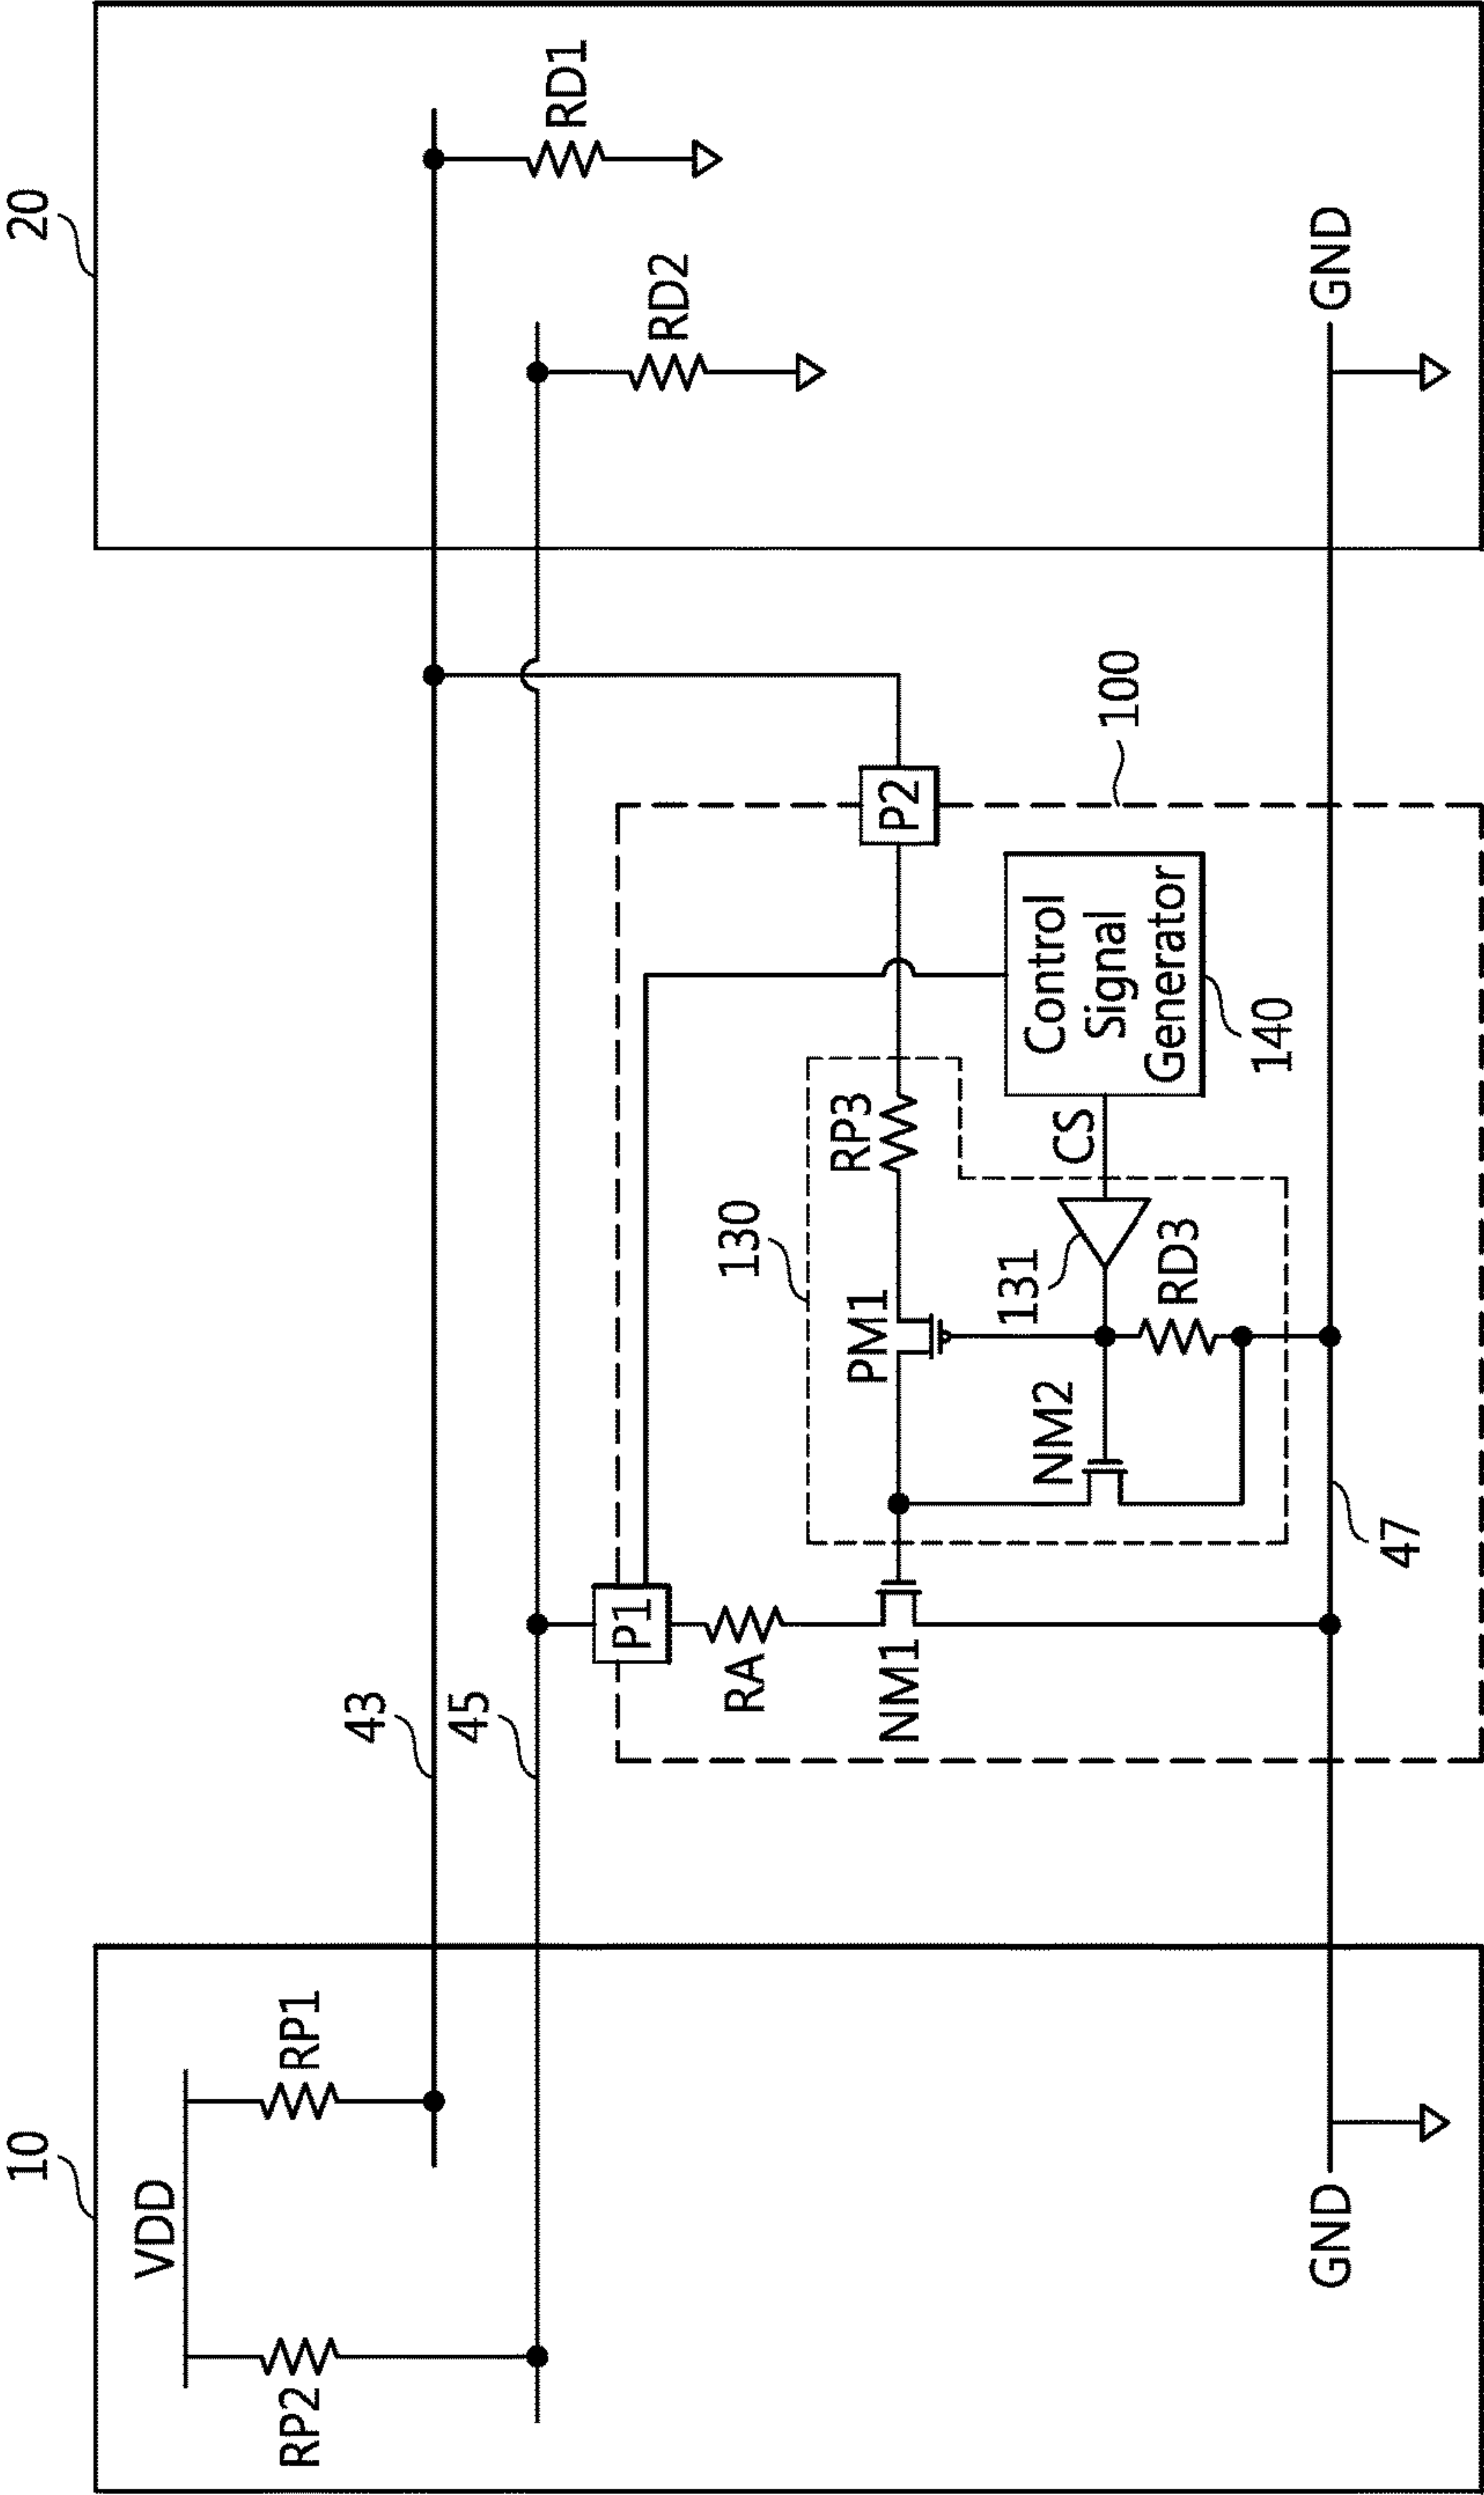 10
20
VDD
RP2
RP1
43
45
RD1
RD2
P1
RA
NM1
130
PM1
RP3
P2
100
NM2
131
CS
Control
Signal
Generator
RD3
140
GND
47
GND